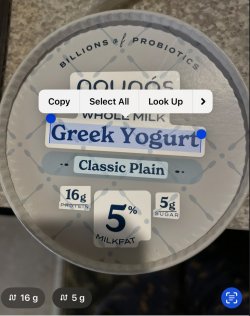 BILLIONS of PROBIOTICS
nounós
Copy Select All Look Up
WHOLE MILK
Greek Yogurt
Classic Plain
16g PROTEIN
5g SUGAR
5%
MILKFAT
16 g 5 g